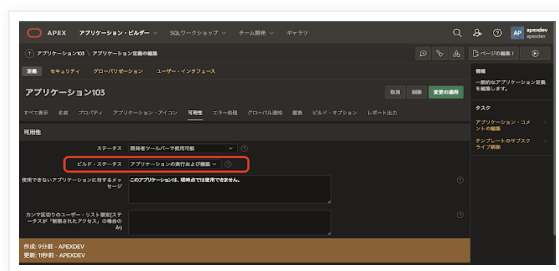 APEX アプリケーション・ビルダー SQLワークショップ チーム開発 ギャラリ AP apexdev
apexdev
アプリケーション103 \ アプリケーション定義の編集 ページの編集1
定義 セキュリティ グローバリゼーション ユーザー・インタフェース
アプリケーション103 取消 削除 変更の適用
すべて表示 名前 プロパティ アプリケーション・アイコン 可用性 エラー処理 グローバル通知 置換 ビルド・オプション レポート出力
可用性
ステータス 開発者ツールバーで使用可能
ビルド・ステータス アプリケーションの実行および編集
使用できないアプリケーションに対するメッセージ
このアプリケーションは、現時点では使用できません。
カンマ区切りのユーザー・リスト限定(ステ
ータスが「制限されたアクセス」の場合の
み)
作成: 9分前 - APEXDEV
更新: 11秒前 - APEXDEV
情報
一般的なアプリケーション定義
を編集します。
タスク
アプリケーション・コメ
ントの編集
テンプレートのサブスク
ライブ解除